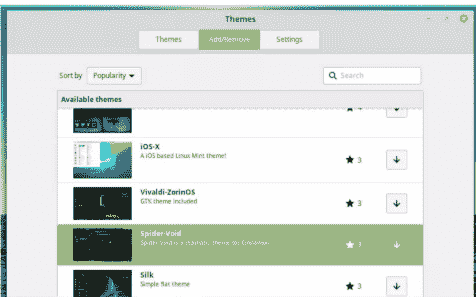 Themes
Themes Add/Remove Settings
Sort by Popularity Search
Available themes
iOS-X
A iOS based Linux Mint theme!
3
Vivaldi-ZorinOS
GTK theme included
3
Spider-Void
3
Silk
Simple flat theme
3